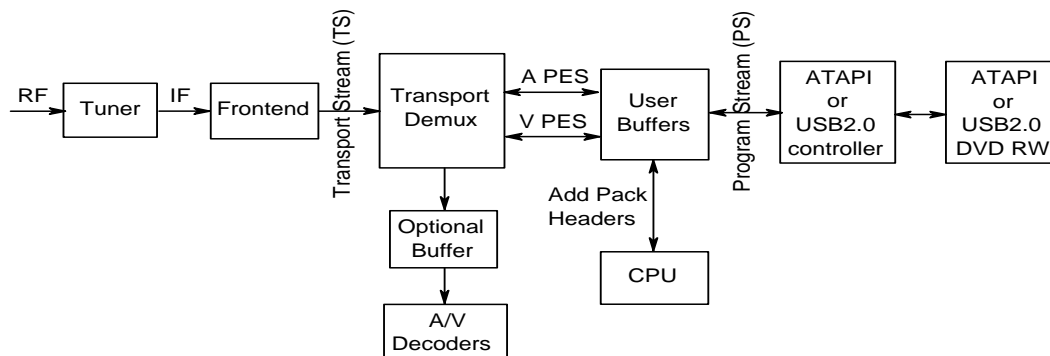 RF
Tuner
IF
Frontend
Transport Stream (TS)
Transport
Demux
A PES
V PES
User
Buffers
Program Stream (PS)
ATAPI
or
USB2.0
controller
ATAPI
or
USB2.0
DVD RW
Optional
Buffer
Add Pack
Headers
CPU
A/V
Decoders